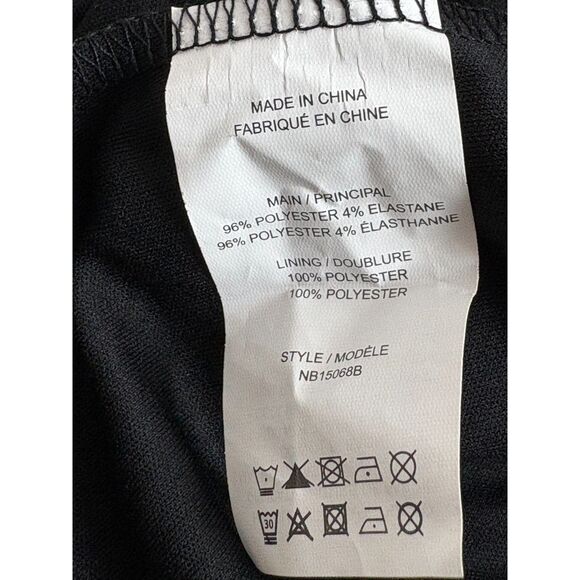 MADE IN CHINA
FABRIQUÉ EN CHINE
MAIN / PRINCIPAL
96% POLYESTER 4% ELASTANE
96% POLYESTER 4% ÉLASTHANNE
LINING / DOUBLURE
100% POLYESTER
100% POLYESTER
STYLE / MODÈLE
NB15068B
30